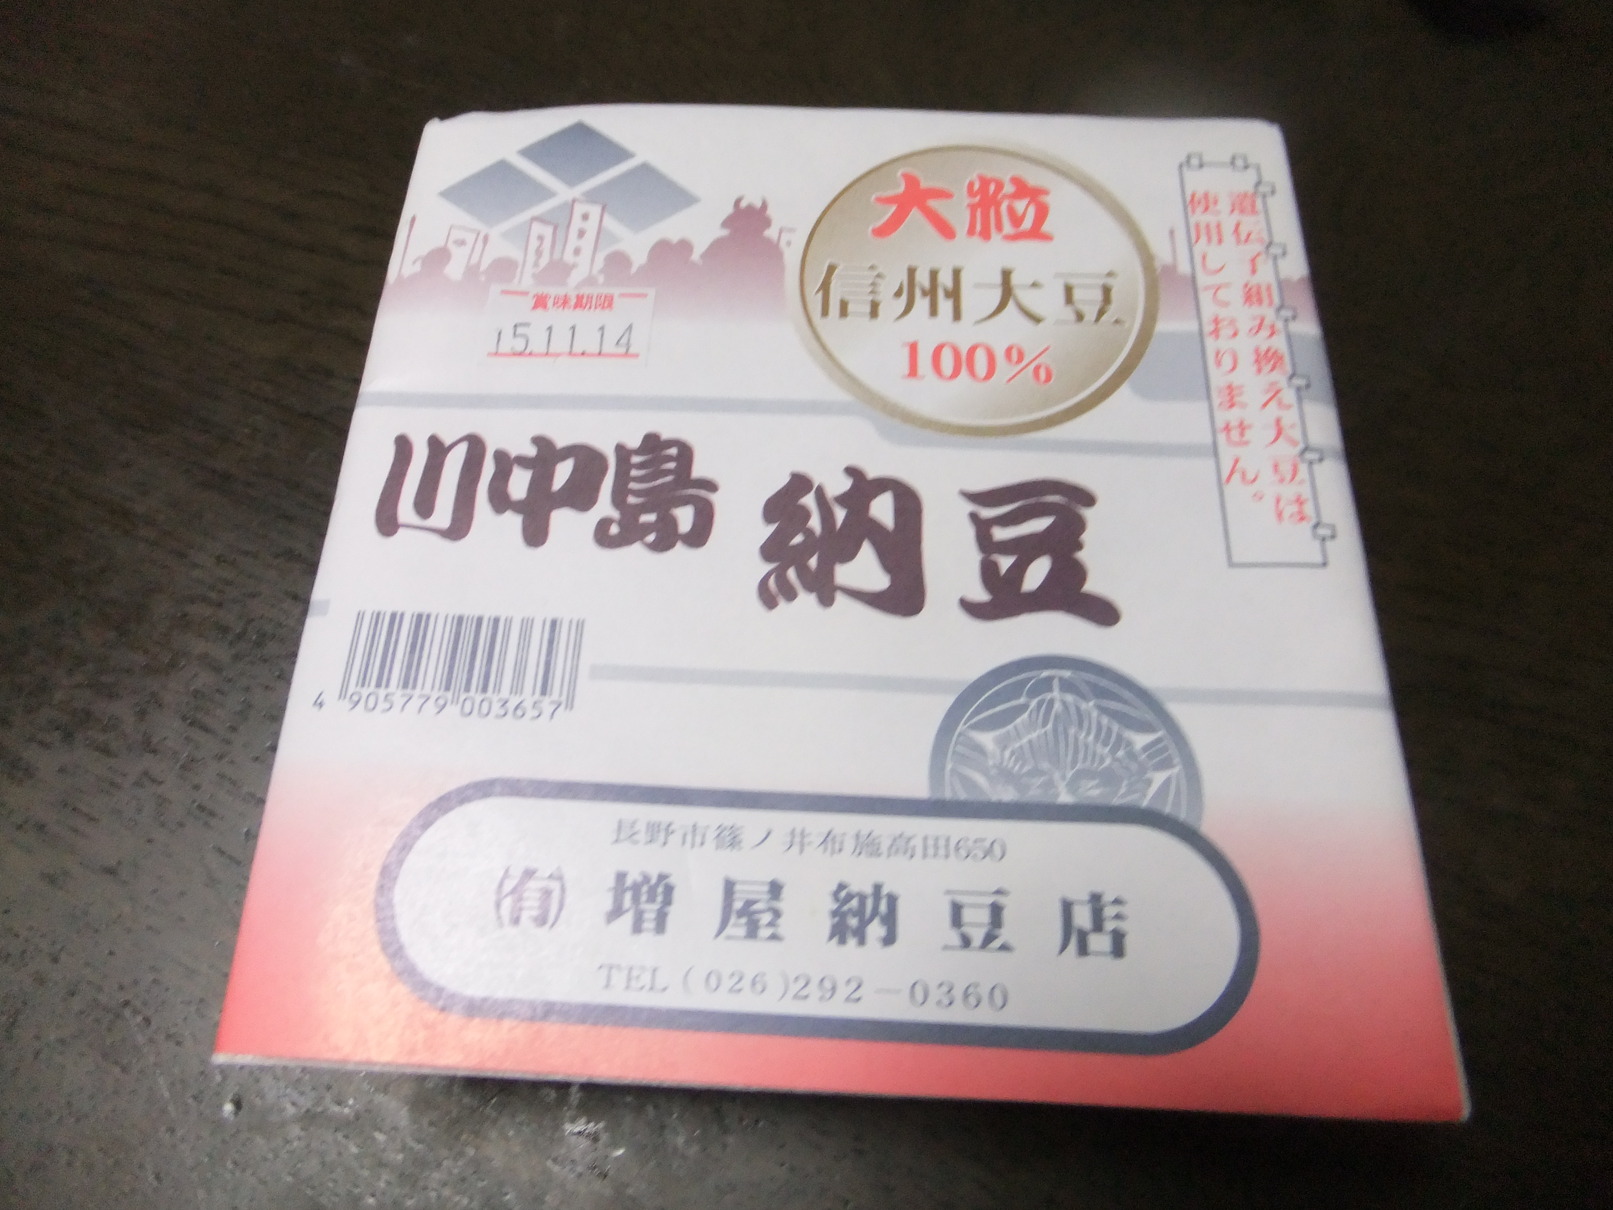 大粒
信州大豆
100%
遺伝子組み換え大豆は
使用しておりません。
賞味期限
15.11.14
川中島 納豆
4 905779 003657
長野市篠ノ井布施高田650
㈲ 増屋納豆店
TEL (026)292-0360